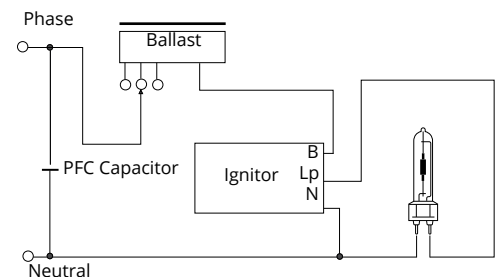 Phase
Ballast
B
PFC Capacitor
Ignitor
Lp
N
Neutral